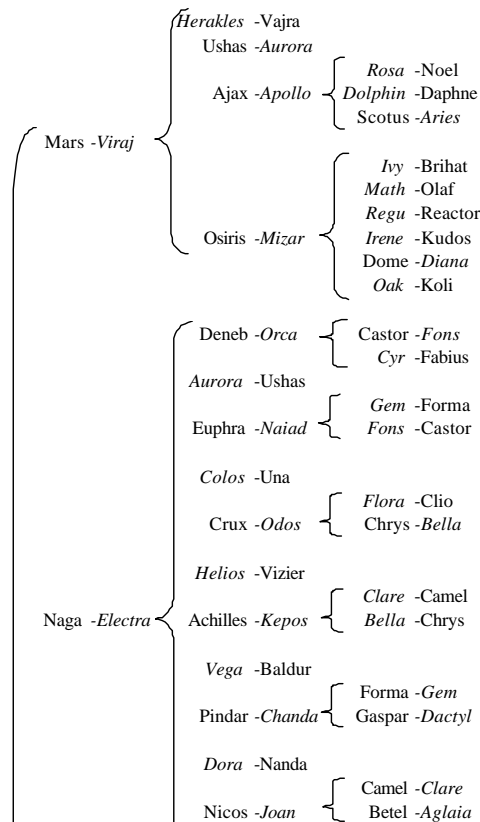 Herakles -Vajra
Ushas -Aurora
Rosa -Noel
Ajax -Apollo
Dolphin -Daphne
Scotus -Aries
Mars -Viraj
Ivy -Brihat
Math -Olaf
Regu -Reactor
Osiris -Mizar
Irene -Kudos
Dome -Diana
Oak -Koli
Deneb -Orca
Castor -Fons
Cyr -Fabius
Aurora -Ushas
Gem -Forma
Euphra -Naiad
Fons -Castor
Colos -Una
Flora -Clio
Crux -Odos
Chrys -Bella
Helios -Vizier
Clare -Camel
Naga -Electra
Achilles -Kepos
Bella -Chrys
Vega -Baldur
Forma -Gem
Pindar -Chanda
Gaspar -Dactyl
Dora -Nanda
Camel -Clare
Nicos -Joan
Betel -Aglaia